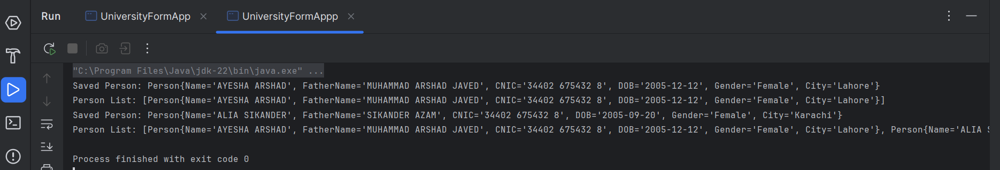 Run UniversityFormApp UniversityFormAppp
"C:\Program Files\Java\jdk-22\bin\java.exe" ...
Saved Person: Person{Name='AYESHA ARSHAD', FatherName='MUHAMMAD ARSHAD JAVED', CNIC='34402 675432 8', DOB='2005-12-12', Gender='Female', City='Lahore'}
Person List: [Person{Name='AYESHA ARSHAD', FatherName='MUHAMMAD ARSHAD JAVED', CNIC='34402 675432 8', DOB='2005-12-12', Gender='Female', City='Lahore'}]
Saved Person: Person{Name='ALIA SIKANDER', FatherName='SIKANDER AZAM', CNIC='34402 675432 8', DOB='2005-09-20', Gender='Female', City='Karachi'}
Person List: [Person{Name='AYESHA ARSHAD', FatherName='MUHAMMAD ARSHAD JAVED', CNIC='34402 675432 8', DOB='2005-12-12', Gender='Female', City='Lahore'}, Person{Name='ALIA
Process finished with exit code 0